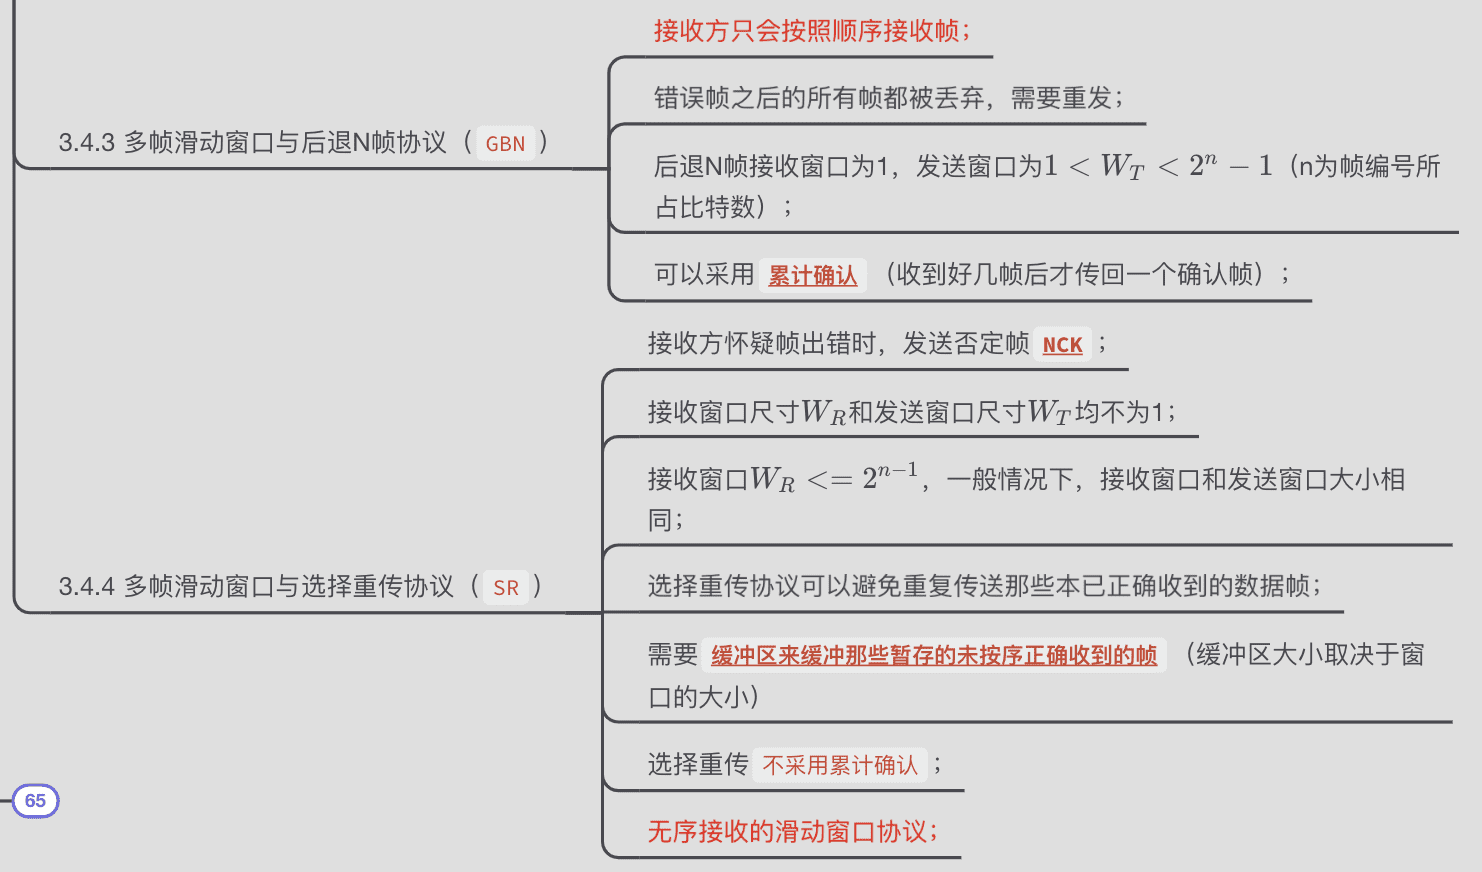 接收方只会按照顺序接收帧；
错误帧之后的所有帧都被丢弃，需要重发；
3.4.3 多帧滑动窗口与后退N帧协议（ GBN ）
后退N帧接收窗口为1，发送窗口为1 < W_T < 2^n − 1（n为帧编号所
占比特数）；
可以采用 累计确认 （收到好几帧后才传回一个确认帧）；
接收方怀疑帧出错时，发送否定帧 NCK ；
接收窗口尺寸W_R和发送窗口尺寸W_T均不为1；
接收窗口W_R <= 2^{n−1}，一般情况下，接收窗口和发送窗口大小相
同；
3.4.4 多帧滑动窗口与选择重传协议（ SR ）
选择重传协议可以避免重复传送那些本已正确收到的数据帧；
需要 缓冲区来缓冲那些暂存的未按序正确收到的帧 （缓冲区大小取决于窗
口的大小）
选择重传 不采用累计确认 ；
65
无序接收的滑动窗口协议；